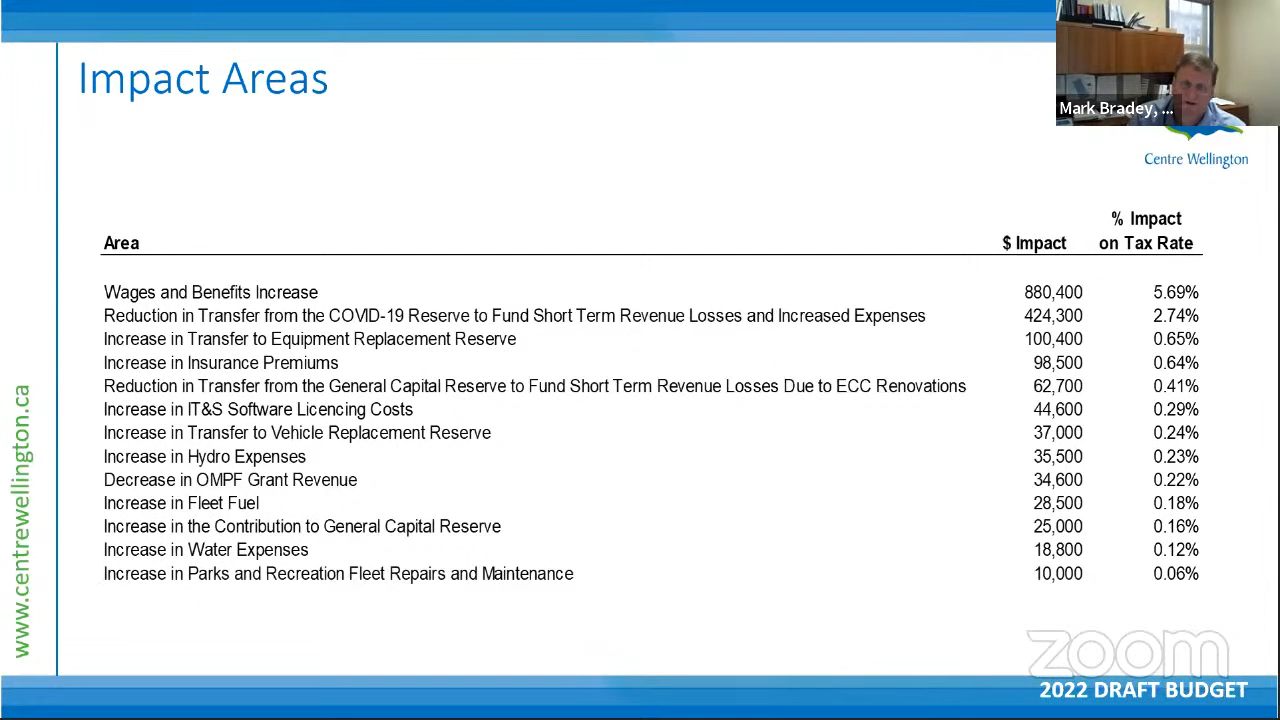 Impact Areas
Mark Bradey, ...
Centre Wellington
% Impact
Area $ Impact on Tax Rate
Wages and Benefits Increase 880,400 5.69%
Reduction in Transfer from the COVID-19 Reserve to Fund Short Term Revenue Losses and Increased Expenses 424,300 2.74%
Increase in Transfer to Equipment Replacement Reserve 100,400 0.65%
Increase in Insurance Premiums 98,500 0.64%
Reduction in Transfer from the General Capital Reserve to Fund Short Term Revenue Losses Due to ECC Renovations 62,700 0.41%
Increase in IT&S Software Licencing Costs 44,600 0.29%
Increase in Transfer to Vehicle Replacement Reserve 37,000 0.24%
Increase in Hydro Expenses 35,500 0.23%
Decrease in OMPF Grant Revenue 34,600 0.22%
Increase in Fleet Fuel 28,500 0.18%
Increase in the Contribution to General Capital Reserve 25,000 0.16%
Increase in Water Expenses 18,800 0.12%
Increase in Parks and Recreation Fleet Repairs and Maintenance 10,000 0.06%
www.centrewellington.ca
zoom
2022 DRAFT BUDGET